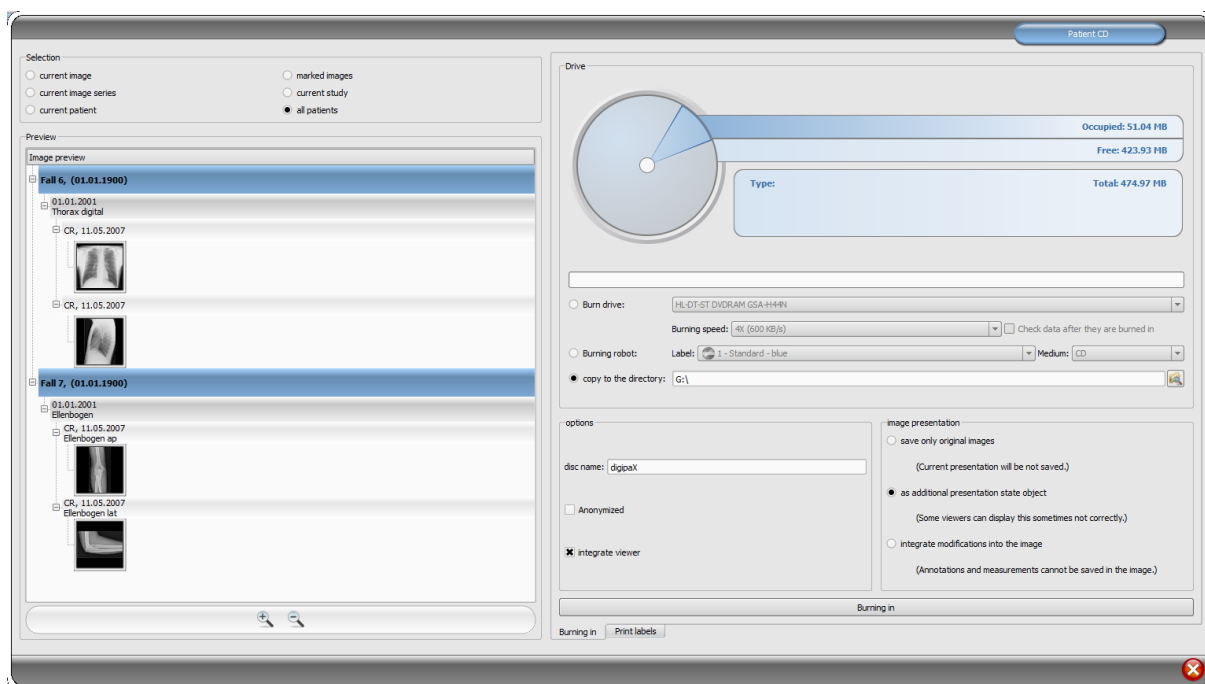 Patient CD
Selection
current image
marked images
current image series
current study
current patient
all patients
Preview
Image preview
Fall 6, (01.01.1900)
01.01.2001
Thorax digital
CR, 11.05.2007
CR, 11.05.2007
Fall 7, (01.01.1900)
01.01.2001
Ellenbogen
CR, 11.05.2007
Ellenbogen ap
CR, 11.05.2007
Ellenbogen lat
Drive
Occupied: 51.04 MB
Free: 423.93 MB
Type: Total: 474.97 MB
Burn drive: HL-DT-ST DVDRAM GSA-H44N
Burning speed: 4X (600 KB/s) Check data after they are burned in
Burning robot: Label: 1 - Standard - blue Medium: CD
copy to the directory: G:\
options
disc name: digipaX
Anonymized
integrate viewer
image presentation
save only original images
(Current presentation will be not saved.)
as additional presentation state object
(Some viewers can display this sometimes not correctly.)
integrate modifications into the image
(Annotations and measurements cannot be saved in the image.)
Burning in
Burning in Print labels